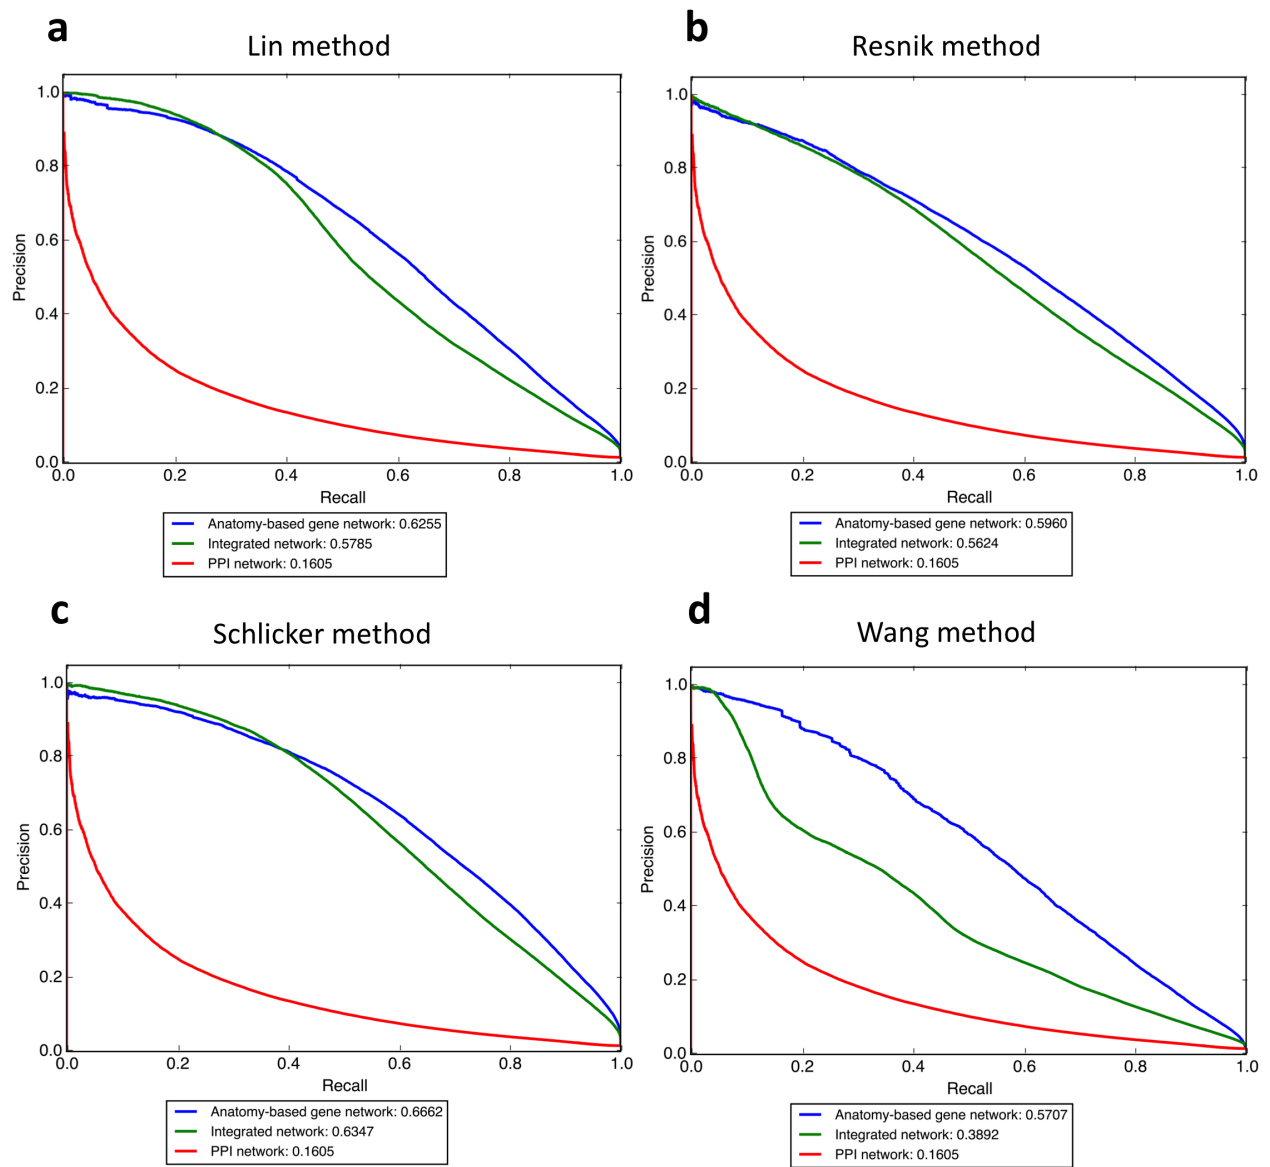 a
Lin method
1.0
0.8
0.6
0.4
0.2
0.0
Precision
0.0 0.2 0.4 0.6 0.8 1.0
Recall
Anatomy-based gene network: 0.6255
Integrated network: 0.5785
PPI network: 0.1605
b
Resnik method
1.0
0.8
0.6
0.4
0.2
0.0
Precision
0.0 0.2 0.4 0.6 0.8 1.0
Recall
Anatomy-based gene network: 0.5960
Integrated network: 0.5624
PPI network: 0.1605
c
Schlicker method
1.0
0.8
0.6
0.4
0.2
0.0
Precision
0.0 0.2 0.4 0.6 0.8 1.0
Recall
Anatomy-based gene network: 0.6662
Integrated network: 0.6347
PPI network: 0.1605
d
Wang method
1.0
0.8
0.6
0.4
0.2
0.0
Precision
0.0 0.2 0.4 0.6 0.8 1.0
Recall
Anatomy-based gene network: 0.5707
Integrated network: 0.3892
PPI network: 0.1605